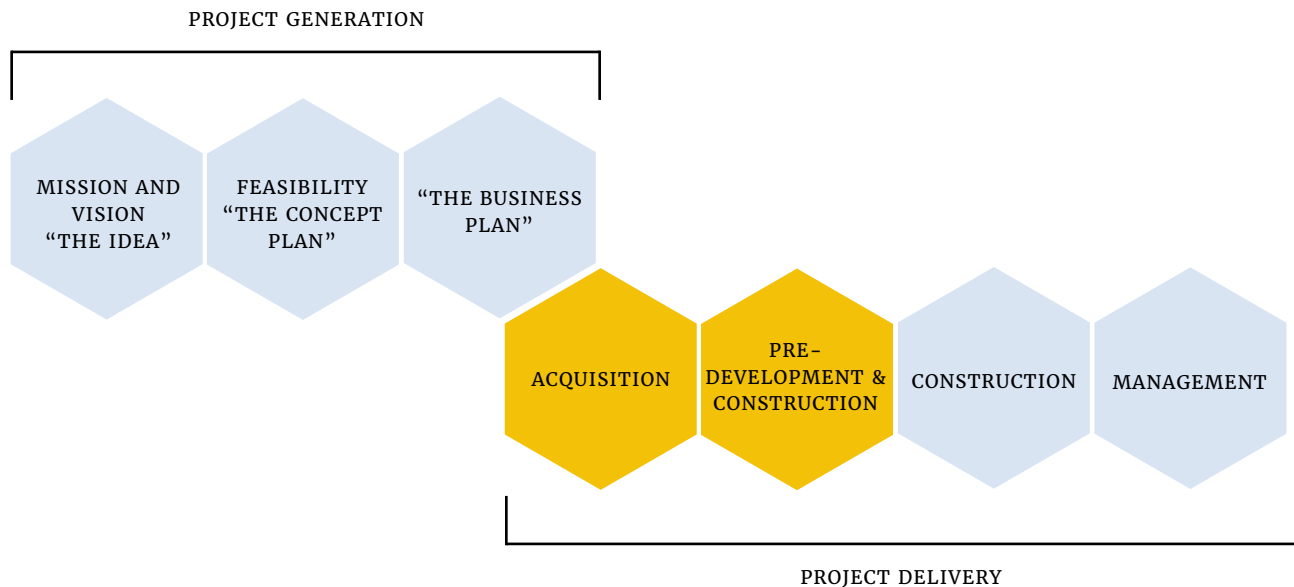 PROJECT GENERATION
MISSION AND
VISION
“THE IDEA”
FEASIBILITY
“THE CONCEPT
PLAN”
“THE BUSINESS
PLAN”
ACQUISITION
PRE-
DEVELOPMENT &
CONSTRUCTION
CONSTRUCTION
MANAGEMENT
PROJECT DELIVERY